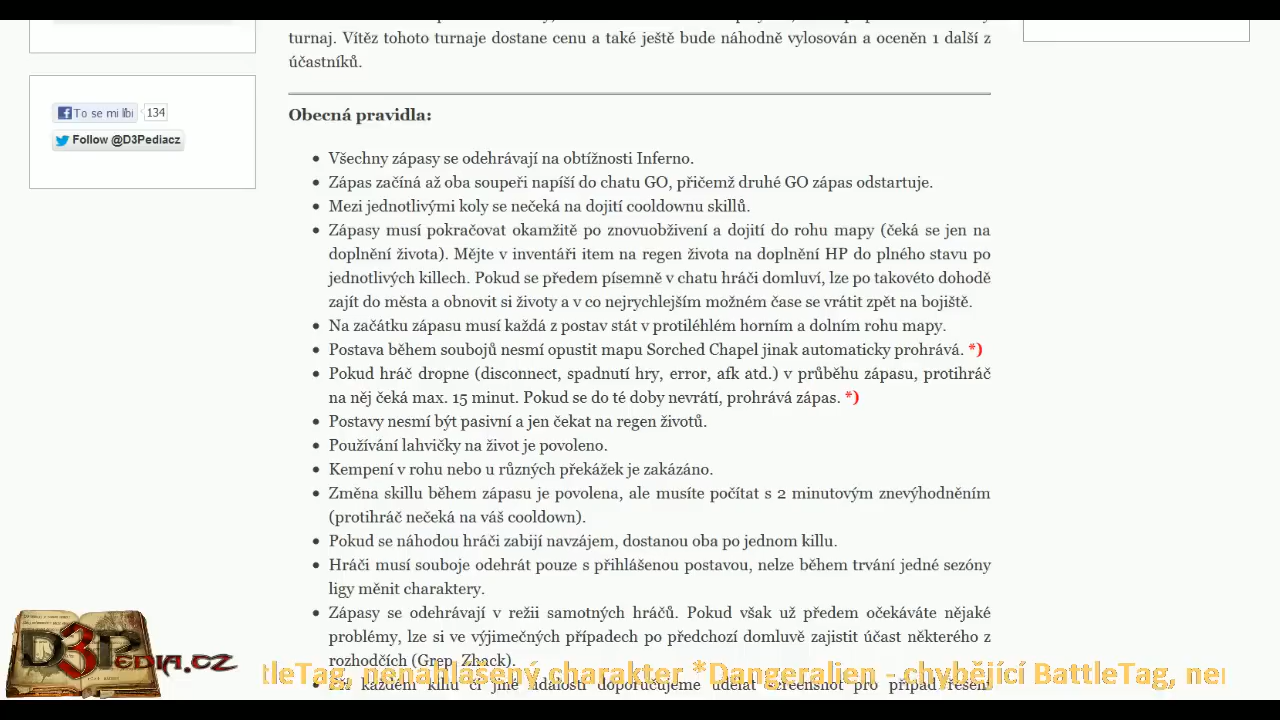 turnaj. Vítěz tohoto turnaje dostane cenu a také ještě bude náhodně vylosován a oceněn 1 další z
účastníků.
To se mi líbí 134
Follow @D3Pediacz
Obecná pravidla:
• Všechny zápasy se odehrávají na obtížnosti Inferno.
• Zápas začíná až oba soupeři napíší do chatu GO, přičemž druhé GO zápas odstartuje.
• Mezi jednotlivými koly se nečeká na dojití cooldownu skillů.
• Zápasy musí pokračovat okamžitě po znovuobživení a dojití do rohu mapy (čeká se jen na
doplnění života). Mějte v inventáři item na regen života na doplnění HP do plného stavu po
jednotlivých killech. Pokud se předem písemně v chatu hráči domluví, lze po takovéto dohodě
zajít do města a obnovit si životy a v co nejrychlejším možném čase se vrátit zpět na bojiště.
• Na začátku zápasu musí každá z postav stát v protiléhlém horním a dolním rohu mapy.
• Postava během soubojů nesmí opustit mapu Sorched Chapel jinak automaticky prohrává. *)
• Pokud hráč dropne (disconnect, spadnutí hry, error, afk atd.) v průběhu zápasu, protihráč
na něj čeká max. 15 minut. Pokud se do té doby nevrátí, prohrává zápas. *)
• Postavy nesmí být pasivní a jen čekat na regen životů.
• Používání lahvičky na život je povoleno.
• Kempení v rohu nebo u různých překážek je zakázáno.
• Změna skillu během zápasu je povolena, ale musíte počítat s 2 minutovým znevýhodněním
(protihráč nečeká na váš cooldown).
• Pokud se náhodou hráči zabijí navzájem, dostanou oba po jednom killu.
• Hráči musí souboje odehrát pouze s přihlášenou postavou, nelze během trvání jedné sezóny
ligy měnit charaktery.
• Zápasy se odehrávají v režii samotných hráčů. Pokud však už předem očekáváte nějaké
problémy, lze si ve výjimečných případech po předchozí domluvě zajistit účast některého z
rozhodčích (Grep, Zhack).
D3Pedia.cz
tleTag, nenahlášený charakter *Dangeralien - chybějící BattleTag, ne